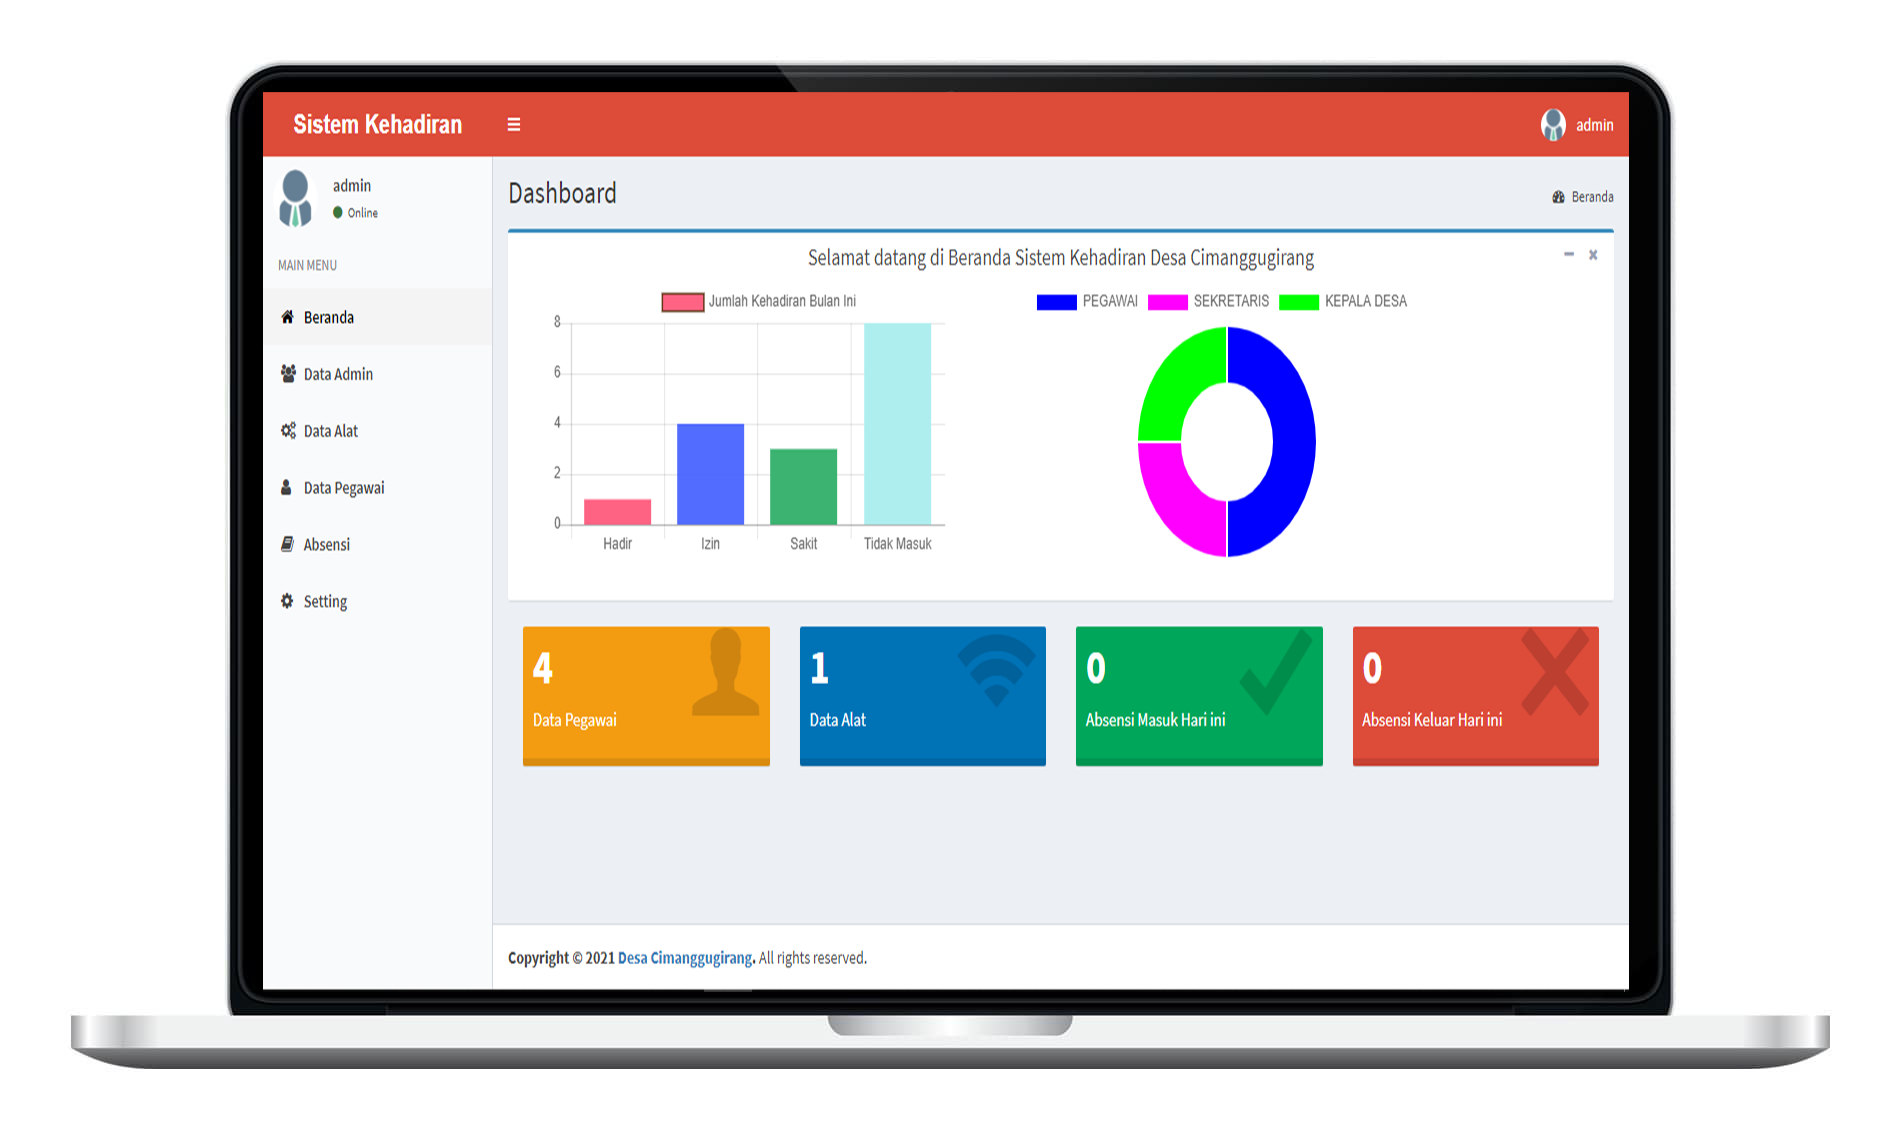 Sistem Kehadiran
admin
admin
Online
Dashboard
Beranda
MAIN MENU
Beranda
Data Admin
Data Alat
Data Pegawai
Absensi
Setting
Selamat datang di Beranda Sistem Kehadiran Desa Cimanggugirang
Jumlah Kehadiran Bulan Ini
8
6
4
2
0
Hadir Izin Sakit Tidak Masuk
PEGAWAI SEKRETARIS KEPALA DESA
4
Data Pegawai
1
Data Alat
0
Absensi Masuk Hari ini
0
Absensi Keluar Hari ini
Copyright © 2021 Desa Cimanggugirang. All rights reserved.